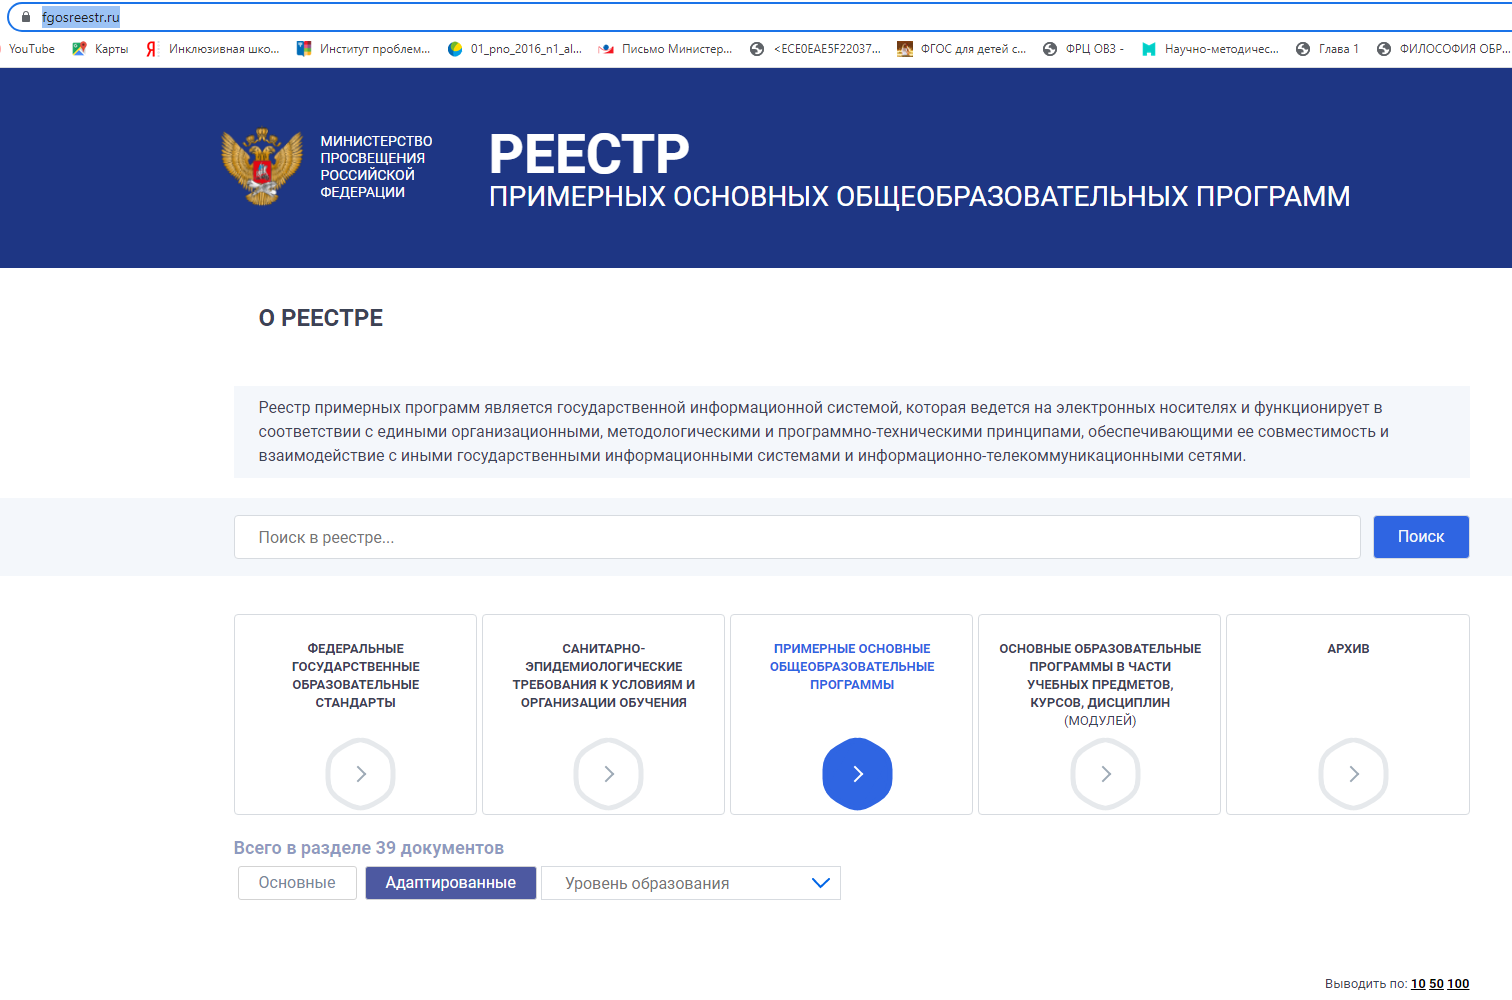 fgosreestr.ru
YouTube Карты Инклюзивная шко... Институт проблем... 01_pno_2016_n1_al... Письмо Министер... <ECE0EAE5F22037... ФГОС для детей с... ФРЦ ОВЗ - Научно-методичес... Глава 1 ФИЛОСОФИЯ ОБР...
МИНИСТЕРСТВО
ПРОСВЕЩЕНИЯ
РОССИЙСКОЙ
ФЕДЕРАЦИИ
РЕЕСТР
ПРИМЕРНЫХ ОСНОВНЫХ ОБЩЕОБРАЗОВАТЕЛЬНЫХ ПРОГРАММ
О РЕЕСТРЕ
Реестр примерных программ является государственной информационной системой, которая ведется на электронных носителях и функционирует в
соответствии с едиными организационными, методологическими и программно-техническими принципами, обеспечивающими ее совместимость и
взаимодействие с иными государственными информационными системами и информационно-телекоммуникационными сетями.
Поиск в реестре... Поиск
ФЕДЕРАЛЬНЫЕ
ГОСУДАРСТВЕННЫЕ
ОБРАЗОВАТЕЛЬНЫЕ
СТАНДАРТЫ
САНИТАРНО-
ЭПИДЕМИОЛОГИЧЕСКИЕ
ТРЕБОВАНИЯ К УСЛОВИЯМ И
ОРГАНИЗАЦИИ ОБУЧЕНИЯ
ПРИМЕРНЫЕ ОСНОВНЫЕ
ОБЩЕОБРАЗОВАТЕЛЬНЫЕ
ПРОГРАММЫ
ОСНОВНЫЕ ОБРАЗОВАТЕЛЬНЫЕ
ПРОГРАММЫ В ЧАСТИ
УЧЕБНЫХ ПРЕДМЕТОВ,
КУРСОВ, ДИСЦИПЛИН
(МОДУЛЕЙ)
АРХИВ
Всего в разделе 39 документов
Основные Адаптированные Уровень образования
Выводить по: 10 50 100